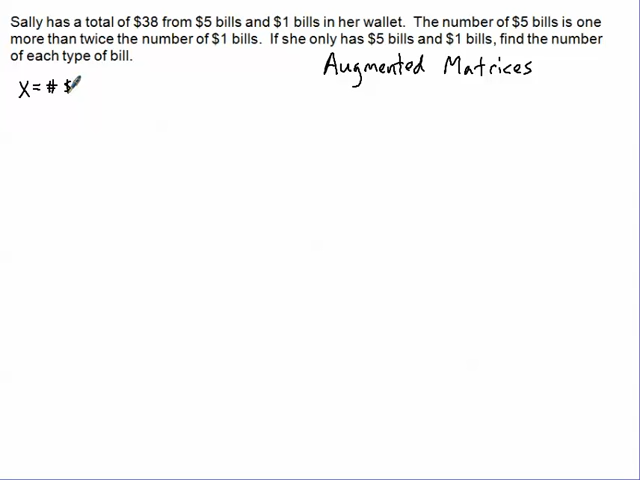 Sally has a total of $38 from $5 bills and $1 bills in her wallet.  The number of $5 bills is one
more than twice the number of $1 bills.  If she only has $5 bills and $1 bills, find the number
of each type of bill.
Augmented Matrices
X = # $